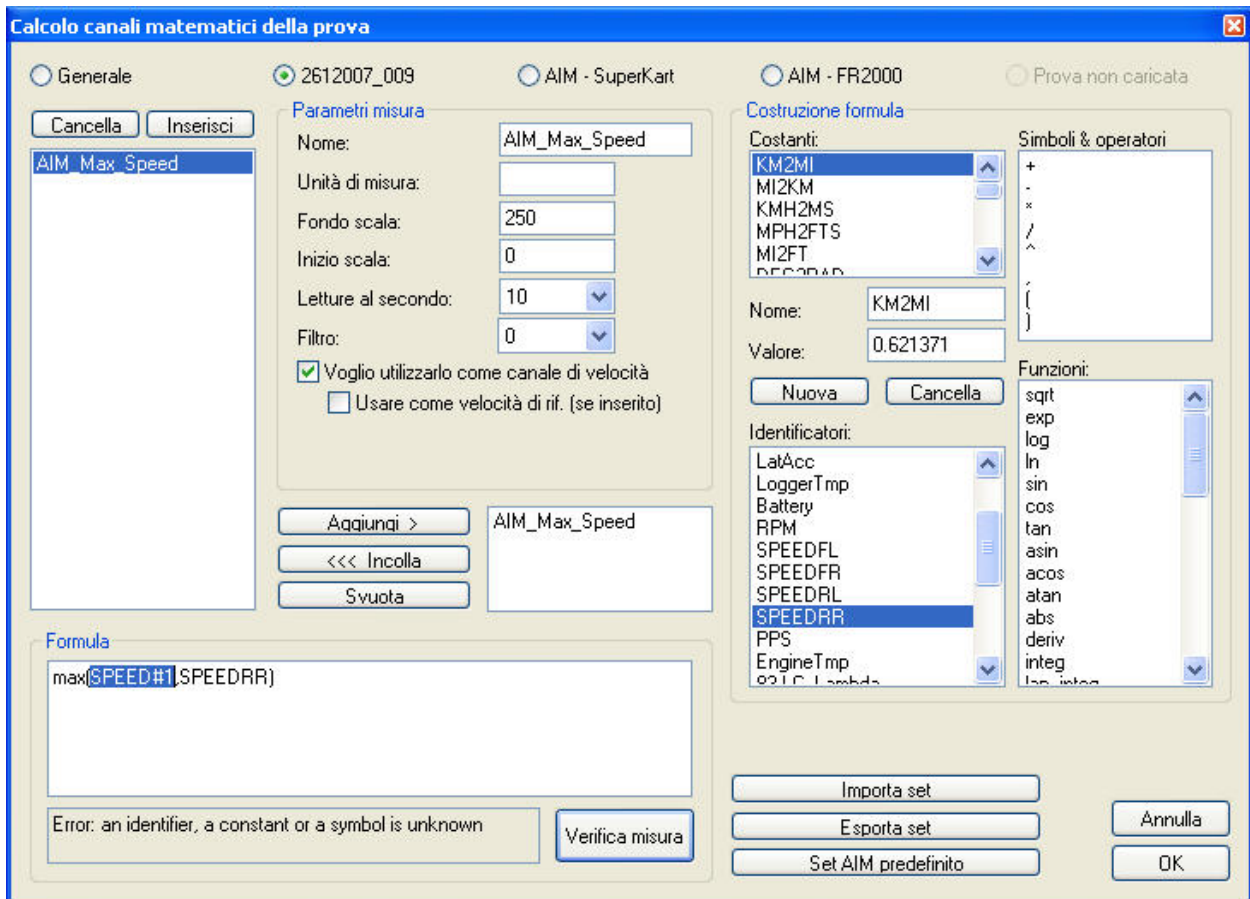 Calcolo canali matematici della prova
Generale
2612007_009
AIM - SuperKart
AIM - FR2000
Prova non caricata
Cancella
Inserisci
AIM_Max_Speed
Parametri misura
Nome:
AIM_Max_Speed
Unità di misura:
Fondo scala:
250
Inizio scala:
0
Letture al secondo:
10
Filtro:
0
Voglio utilizzarlo come canale di velocità
Usare come velocità di rif. (se inserito)
Aggiungi >
<<< Incolla
Svuota
AIM_Max_Speed
Costruzione formula
Costanti:
KM2MI
MI2KM
KMH2MS
MPH2FTS
MI2FT
DEG2RAD
Nome:
KM2MI
Valore:
0.621371
Nuova
Cancella
Identificatori:
LatAcc
LoggerTmp
Battery
RPM
SPEEDFL
SPEEDFR
SPEEDRL
SPEEDRR
PPS
EngineTmp
Simboli & operatori
+
-
*
/
^
,
(
)
Funzioni:
sqrt
exp
log
ln
sin
cos
tan
asin
acos
atan
abs
deriv
integ
lap_integ
Formula
max(SPEED#1,SPEEDRR)
Error: an identifier, a constant or a symbol is unknown
Verifica misura
Importa set
Esporta set
Set AIM predefinito
Annulla
OK